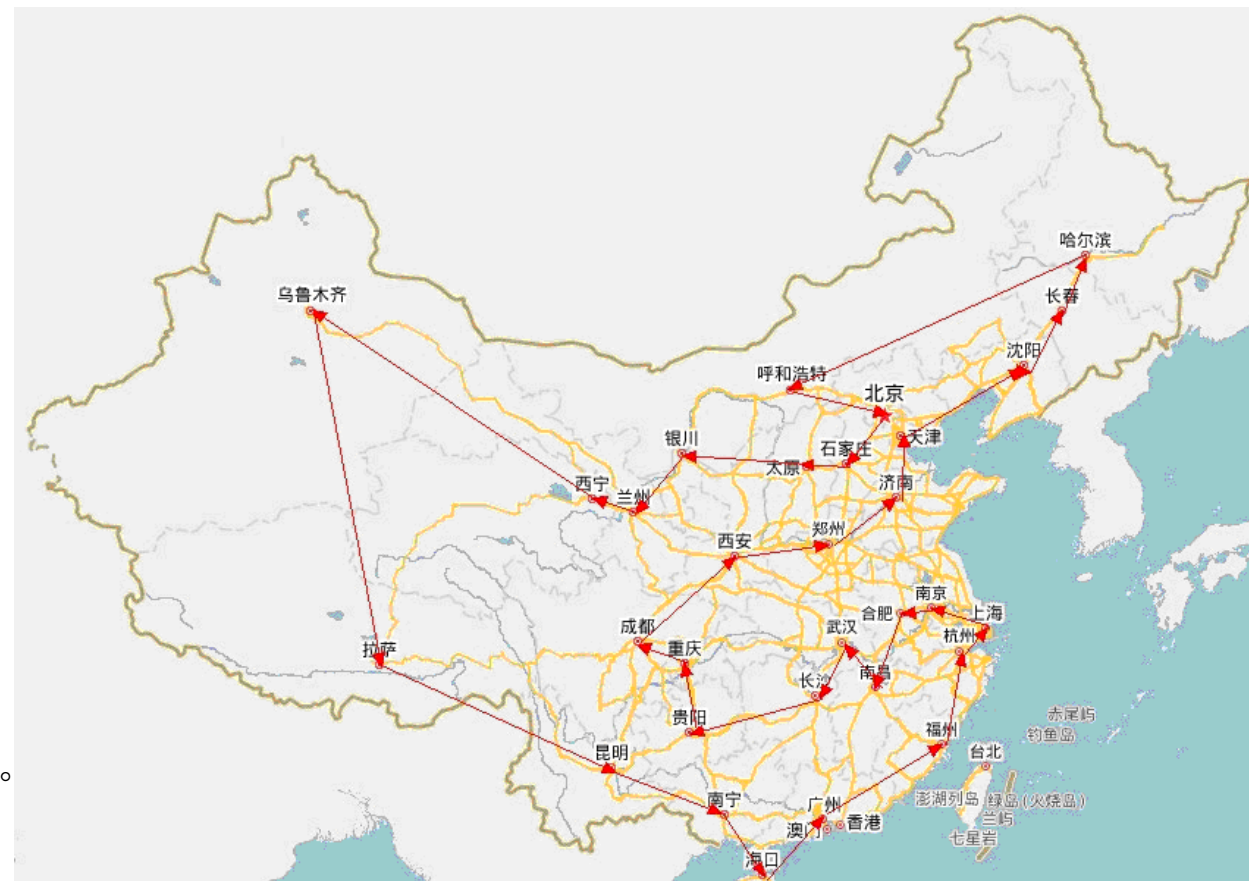 哈尔滨
乌鲁木齐
长春
沈阳
呼和浩特
北京
银川
石家庄
天津
太原
西宁
兰州
济南
西安
郑州
南京
合肥
上海
成都
武汉
杭州
拉萨
重庆
南昌
长沙
贵阳
赤尾屿
福州
钓鱼岛
昆明
台北
南宁
广州
澎湖列岛
绿岛(火烧岛)
澳门
香港
兰屿
七星岩
海口